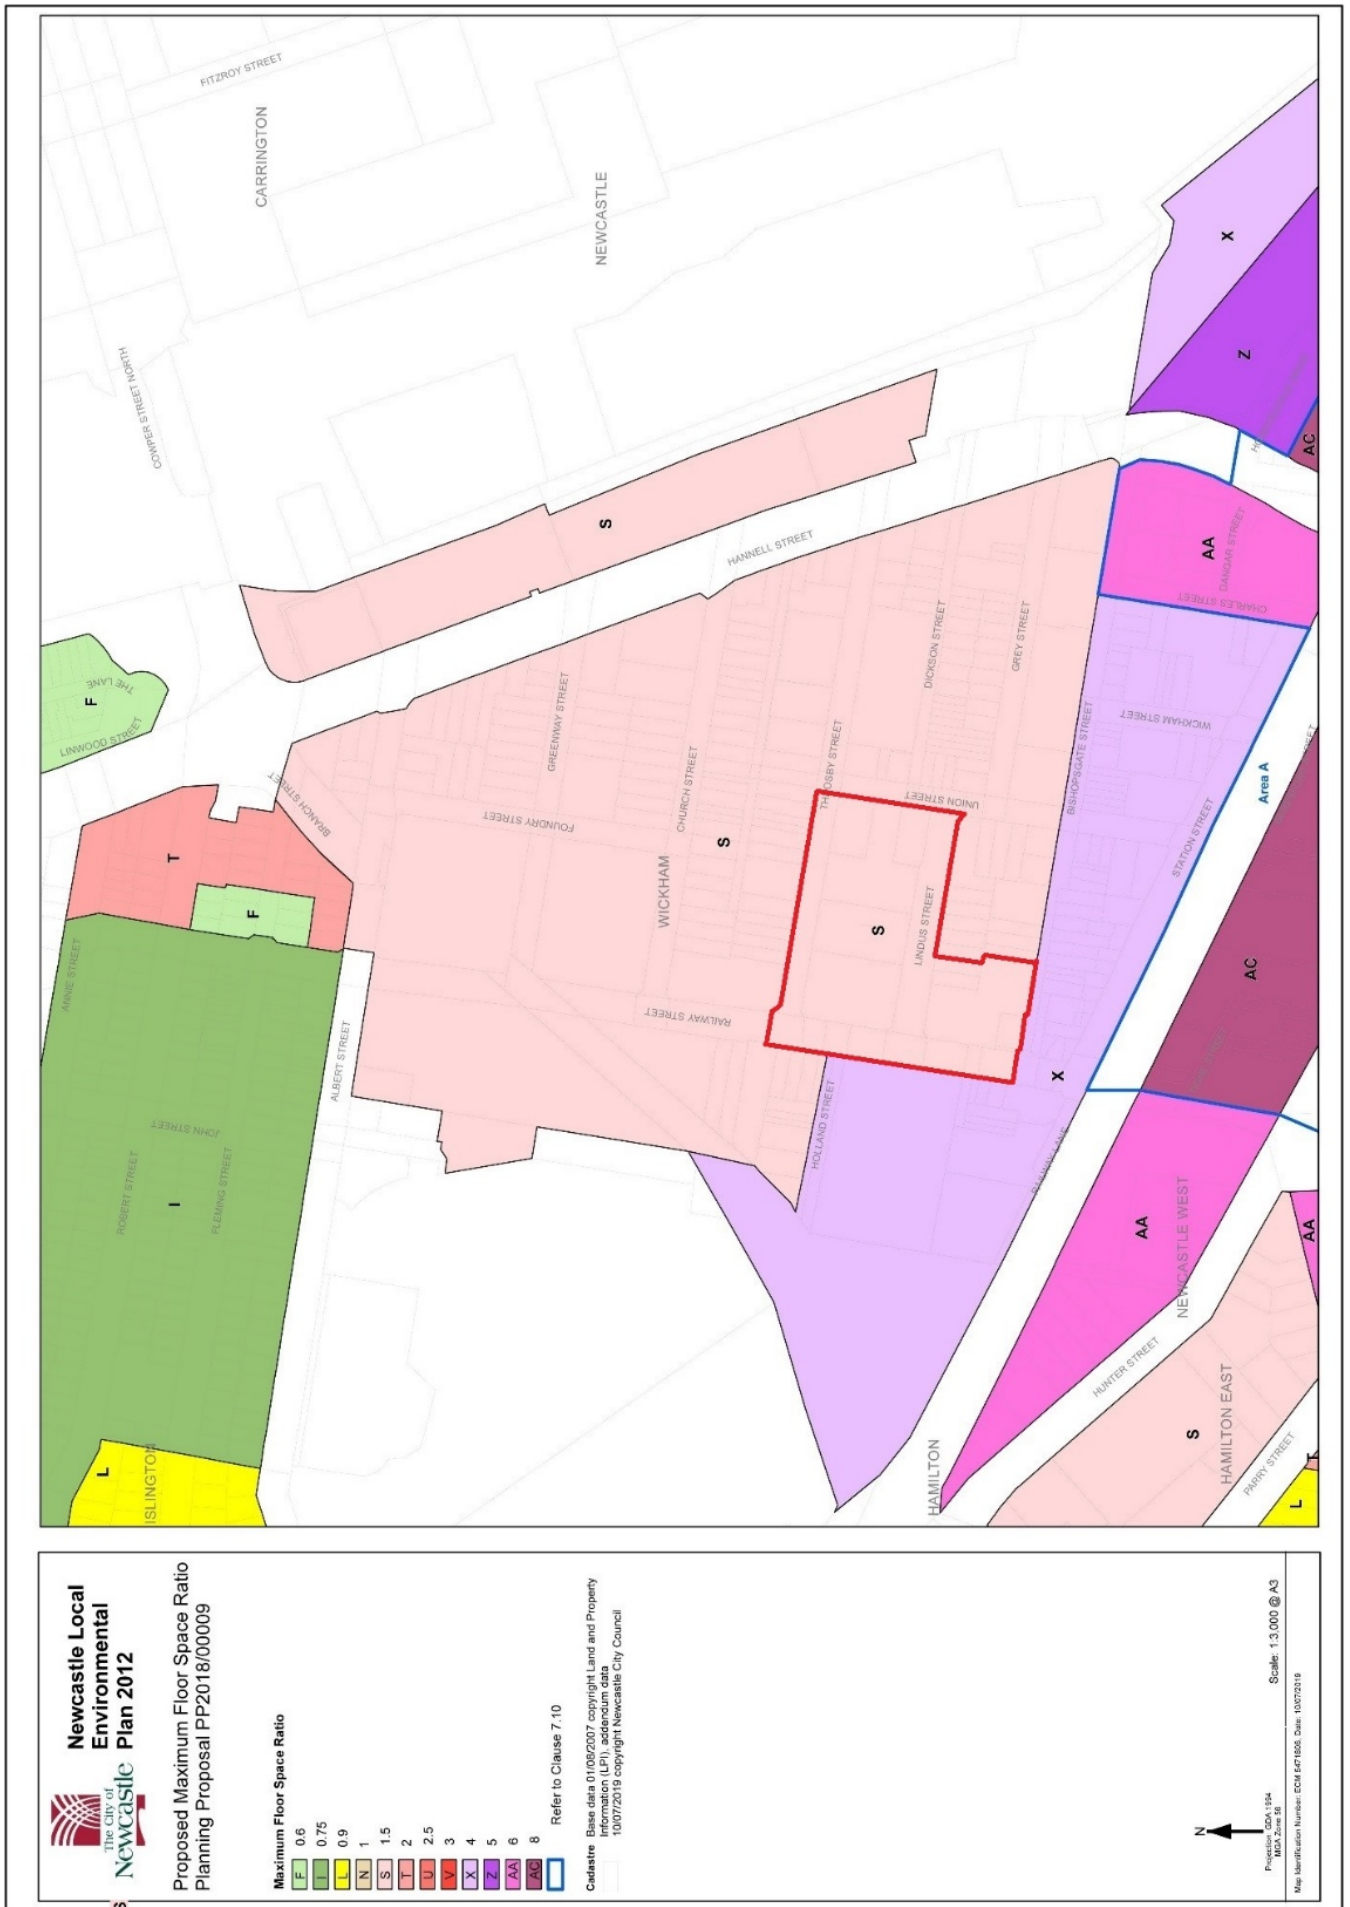 FITZROY STREET
CARRINGTON
NEWCASTLE
COWPER STREET NORTH
X
Z
AC
S
HANNELL STREET
AA
DANGAR STREET
CHARLES STREET
THE LANE
F
LINWOOD STREET
GREENWAY STREET
DICKSON STREET
GREY STREET
WICKHAM STREET
BISHOPSGATE STREET
BRANCH STREET
T
F
FOUNDRY STREET
CHURCH STREET
WICKHAM
S
THROSBY STREET
UNION STREET
S
LINDUS STREET
STATION STREET
Area A
AC
ANNIE STREET
ALBERT STREET
RAILWAY STREET
HOLLAND STREET
X
RAILWAY LANE
JOHN STREET
ROBERT STREET
FLEMING STREET
I
AA
NEWCASTLE WEST
AA
HUNTER STREET
L
ISLINGTON
HAMILTON
S
HAMILTON EAST
PARRY STREET
L
T
The City of
Newcastle
Newcastle Local
Environmental
Plan 2012
Proposed Maximum Floor Space Ratio
Planning Proposal PP2018/00009
Maximum Floor Space Ratio
F 0.6
I 0.75
L 0.9
N 1
S 1.5
T 2
U 2.5
V 3
X 4
Z 5
AA 6
AC 8
Refer to Clause 7.10
Cadastre Base data 01/08/2007 copyright Land and Property
Information (LPI), addendum data
10/07/2019 copyright Newcastle City Council
N
Projection: GDA 1994
MGA Zone 56
Scale: 1:3,000 @ A3